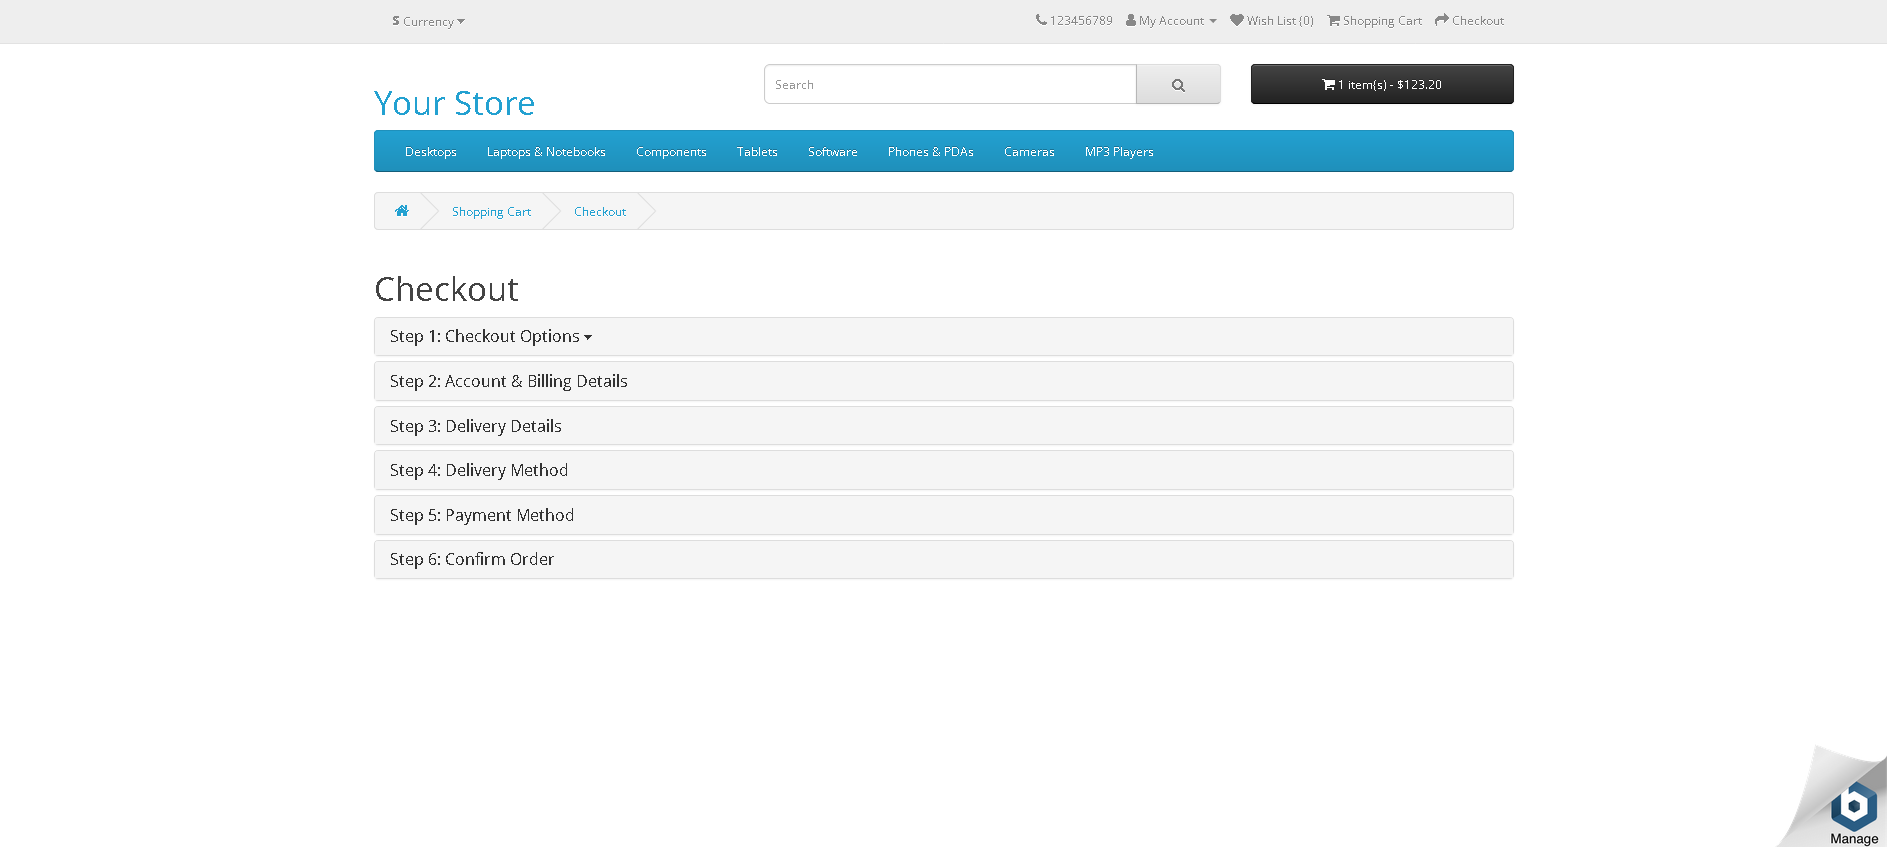 $ Currency
123456789 My Account Wish List (0) Shopping Cart Checkout
Your Store
Search
1 item(s) - $123.20
Desktops Laptops & Notebooks Components Tablets Software Phones & PDAs Cameras MP3 Players
Shopping Cart Checkout
Checkout
Step 1: Checkout Options
Step 2: Account & Billing Details
Step 3: Delivery Details
Step 4: Delivery Method
Step 5: Payment Method
Step 6: Confirm Order
Manage